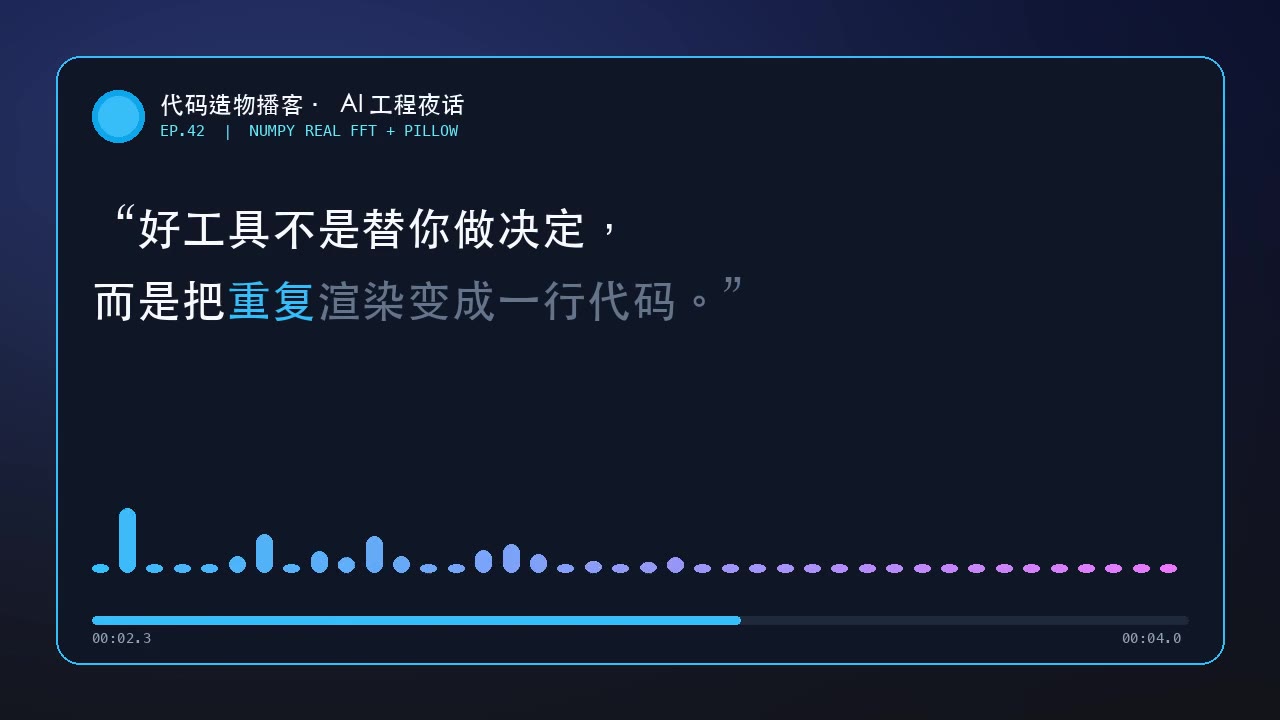 代码造物播客· AI 工程夜话
EP.42 | NUMPY REAL FFT + PILLOW
“好工具不是替你做决定，
而是把重复渲染变成一行代码。”
00:02.3
00:04.0